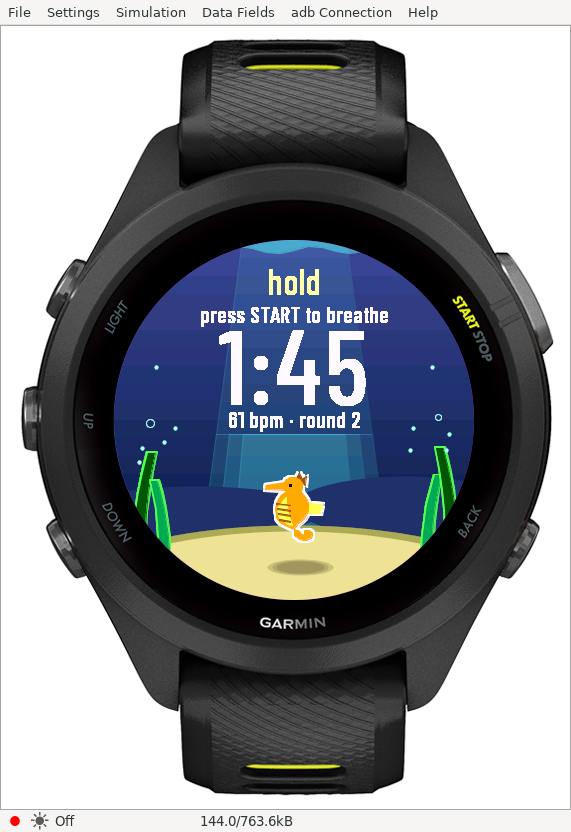 File Settings Simulation Data Fields adb Connection Help
hold
press START to breathe
1:45
61 bpm · round 2
LIGHT
START STOP
UP
DOWN
BACK
GARMIN
Off 144.0/763.6kB